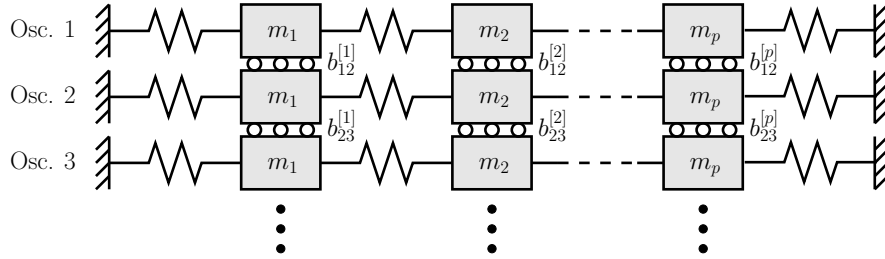 Osc. 1 m_1 m_2 m_p
b_{12}^{[1]} b_{12}^{[2]} b_{12}^{[p]}
Osc. 2 m_1 m_2 m_p
b_{23}^{[1]} b_{23}^{[2]} b_{23}^{[p]}
Osc. 3 m_1 m_2 m_p